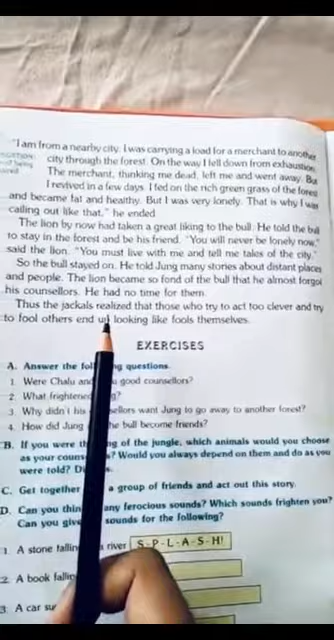 "I am from a nearby city. I was carrying a load for a merchant to another
city through the forest. On the way I fell down from exhaustion.
The merchant, thinking me dead, left me and went away. But
I revived in a few days. I fed on the rich green grass of the forest
and became fat and healthy. But I was very lonely. That is why I was
calling out like that," he ended
The lion by now had taken a great liking to the bull. He told the bull
to stay in the forest and be his friend. "You will never be lonely now,"
said the lion. "You must live with me and tell me tales of the city."
So the bull stayed on. He told Jung many stories about distant places
and people. The lion became so fond of the bull that he almost forgot
his counsellors. He had no time for them.
Thus the jackals realized that those who try to act too clever and try
to fool others end up looking like fools themselves.
EXERCISES
A. Answer the following questions.
1. Were Chalu and good counsellors?
2. What frightened
3. Why didn't his want Jung to go away to another forest?
4. How did Jung the bull become friends?
B. If you were the of the jungle, which animals would you choose
as your Would you always depend on them and do as you
were told?
C. Get together a group of friends and act out this story.
D. Can you any ferocious sounds? Which sounds frighten you?
Can you give sounds for the following?
1. A stone river S-P-L-A-S-H!
2. A book
3. A car